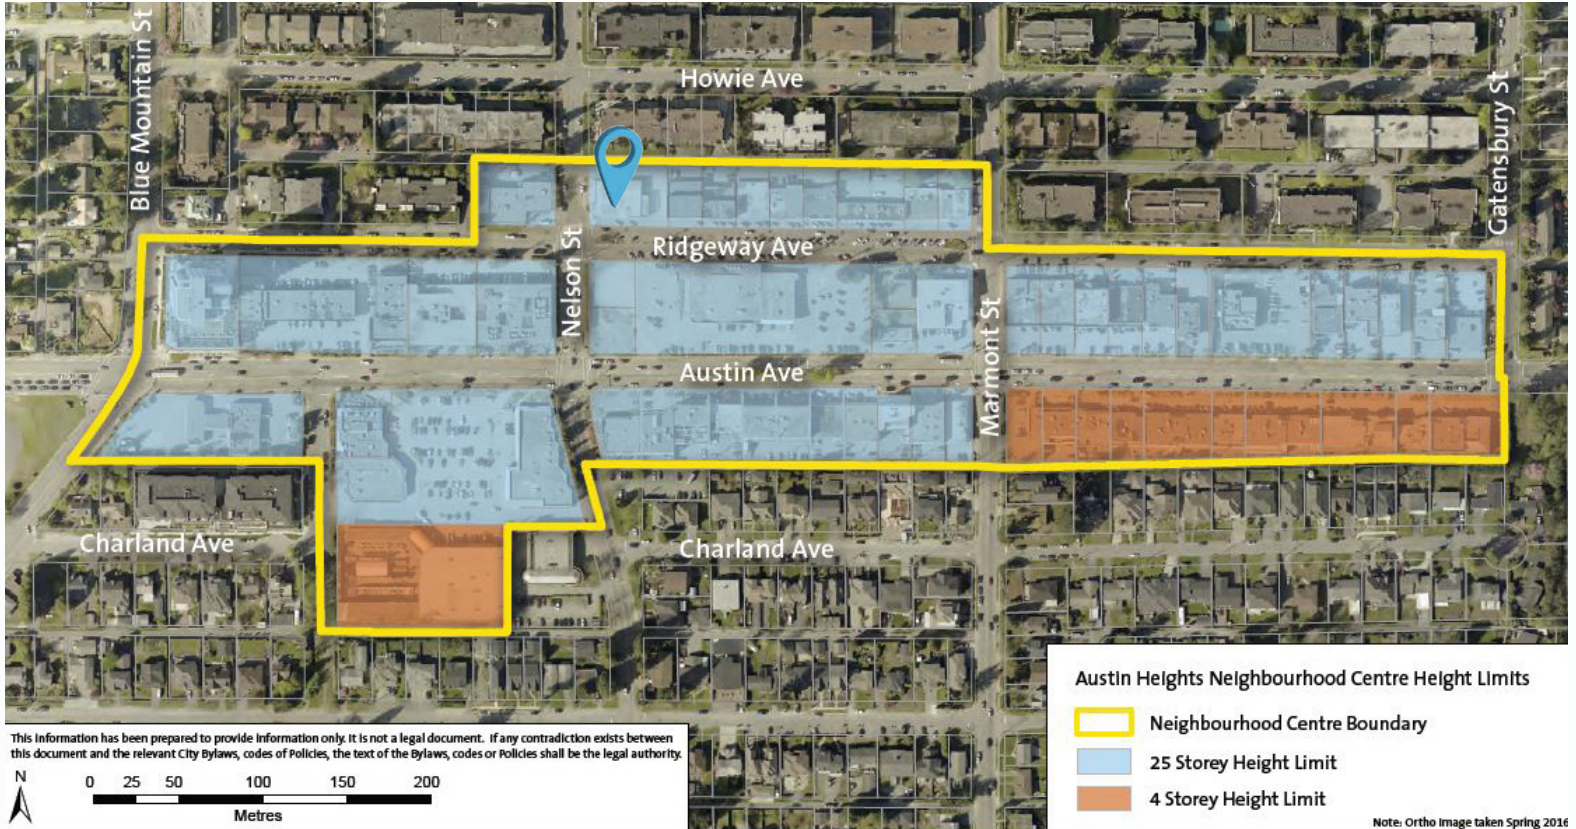 Blue Mountain St
Howie Ave
Gatensbury St
Nelson St
Ridgeway Ave
Marmont St
Austin Ave
Charland Ave
Charland Ave
Austin Heights Neighbourhood Centre Height Limits
Neighbourhood Centre Boundary
25 Storey Height Limit
4 Storey Height Limit
This information has been prepared to provide information only. It is not a legal document. If any contradiction exists between
this document and the relevant City Bylaws, codes of Policies, the text of the Bylaws, codes or Policies shall be the legal authority.
N
0 25 50 100 150 200
Metres
Note: Ortho Image taken Spring 2016